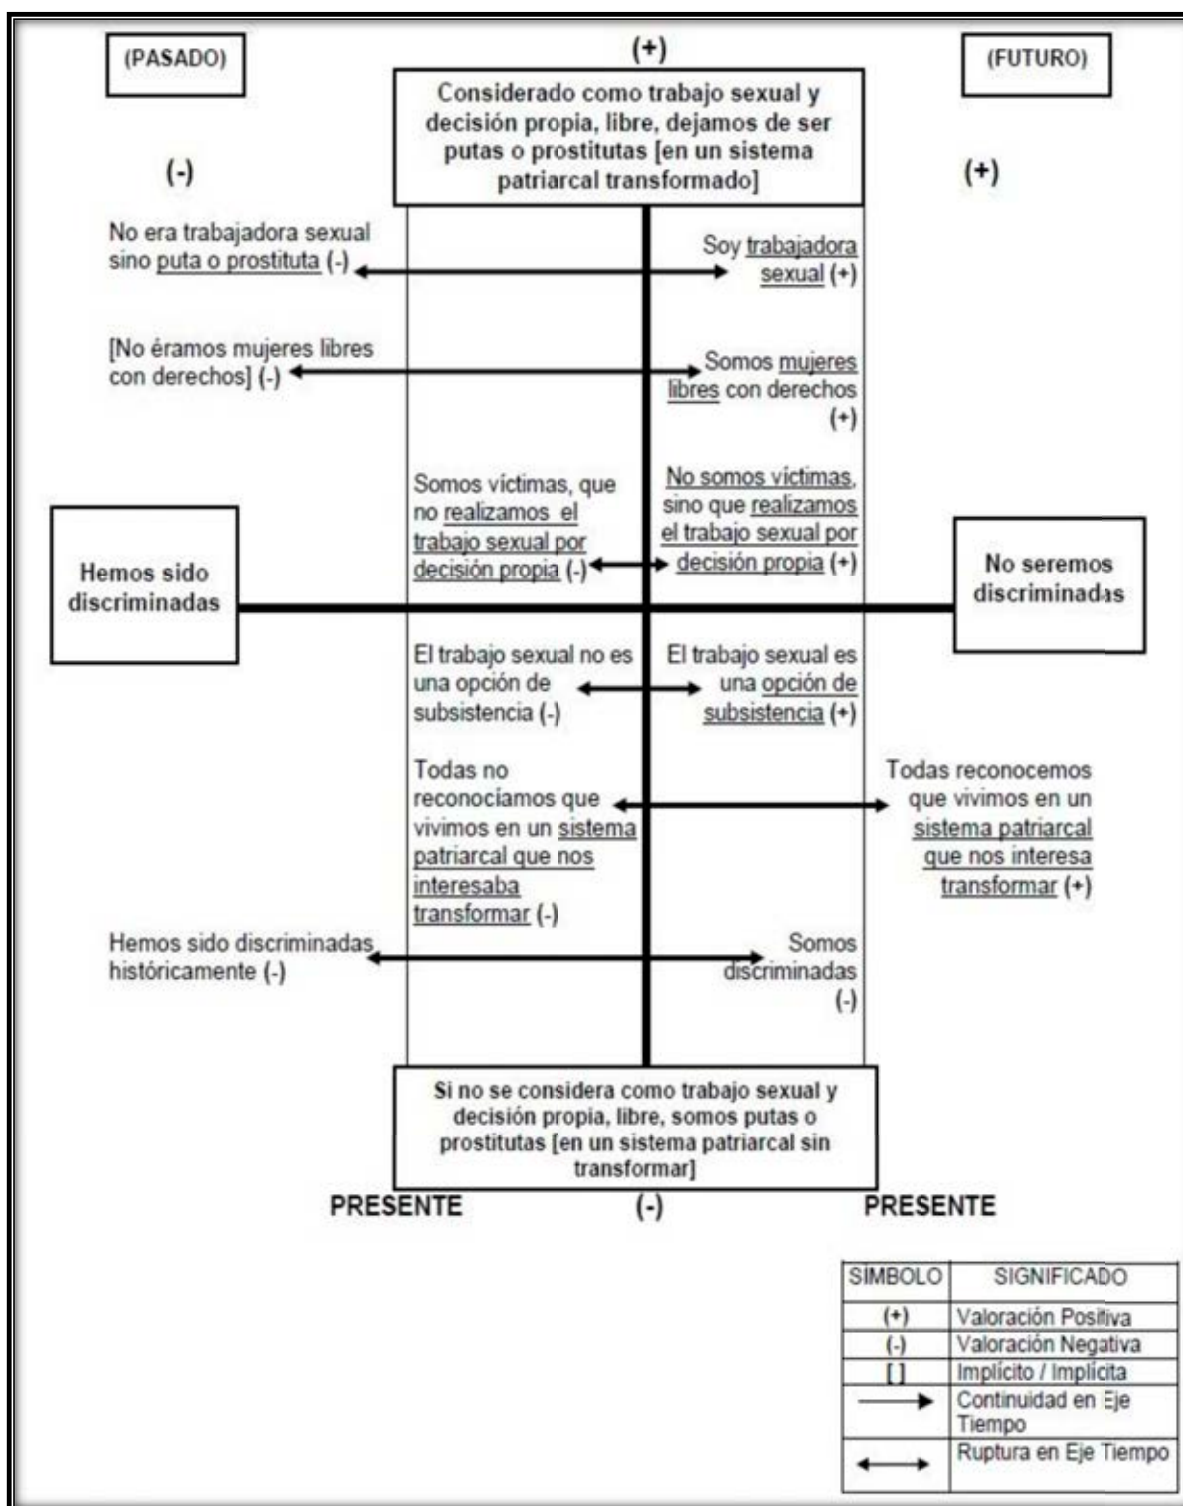 (PASADO)
(+)
(FUTURO)
Considerado como trabajo sexual y
decisión propia, libre, dejamos de ser
putas o prostitutas [en un sistema
patriarcal transformado]
(-)
(+)
No era trabajadora sexual
sino puta o prostituta (-)
Soy trabajadora
sexual (+)
[No éramos mujeres libres
con derechos] (-)
Somos mujeres
libres con derechos
(+)
Somos víctimas, que
no realizamos el
trabajo sexual por
decisión propia (-)
No somos víctimas,
sino que realizamos
el trabajo sexual por
decisión propia (+)
Hemos sido
discriminadas
No seremos
discriminadas
El trabajo sexual no es
una opción de
subsistencia (-)
El trabajo sexual es
una opción de
subsistencia (+)
Todas no
reconocíamos que
vivimos en un sistema
patriarcal que nos
interesaba
transformar (-)
Todas reconocemos
que vivimos en un
sistema patriarcal
que nos interesa
transformar (+)
Hemos sido discriminadas
históricamente (-)
Somos
discriminadas
(-)
Si no se considera como trabajo sexual y
decisión propia, libre, somos putas o
prostitutas [en un sistema patriarcal sin
transformar]
PRESENTE
(-)
PRESENTE
SIMBOLO SIGNIFICADO
(+) Valoración Positiva
(-) Valoración Negativa
[ ] Implícito / Implícita
Continuidad en Eje
Tiempo
Ruptura en Eje Tiempo